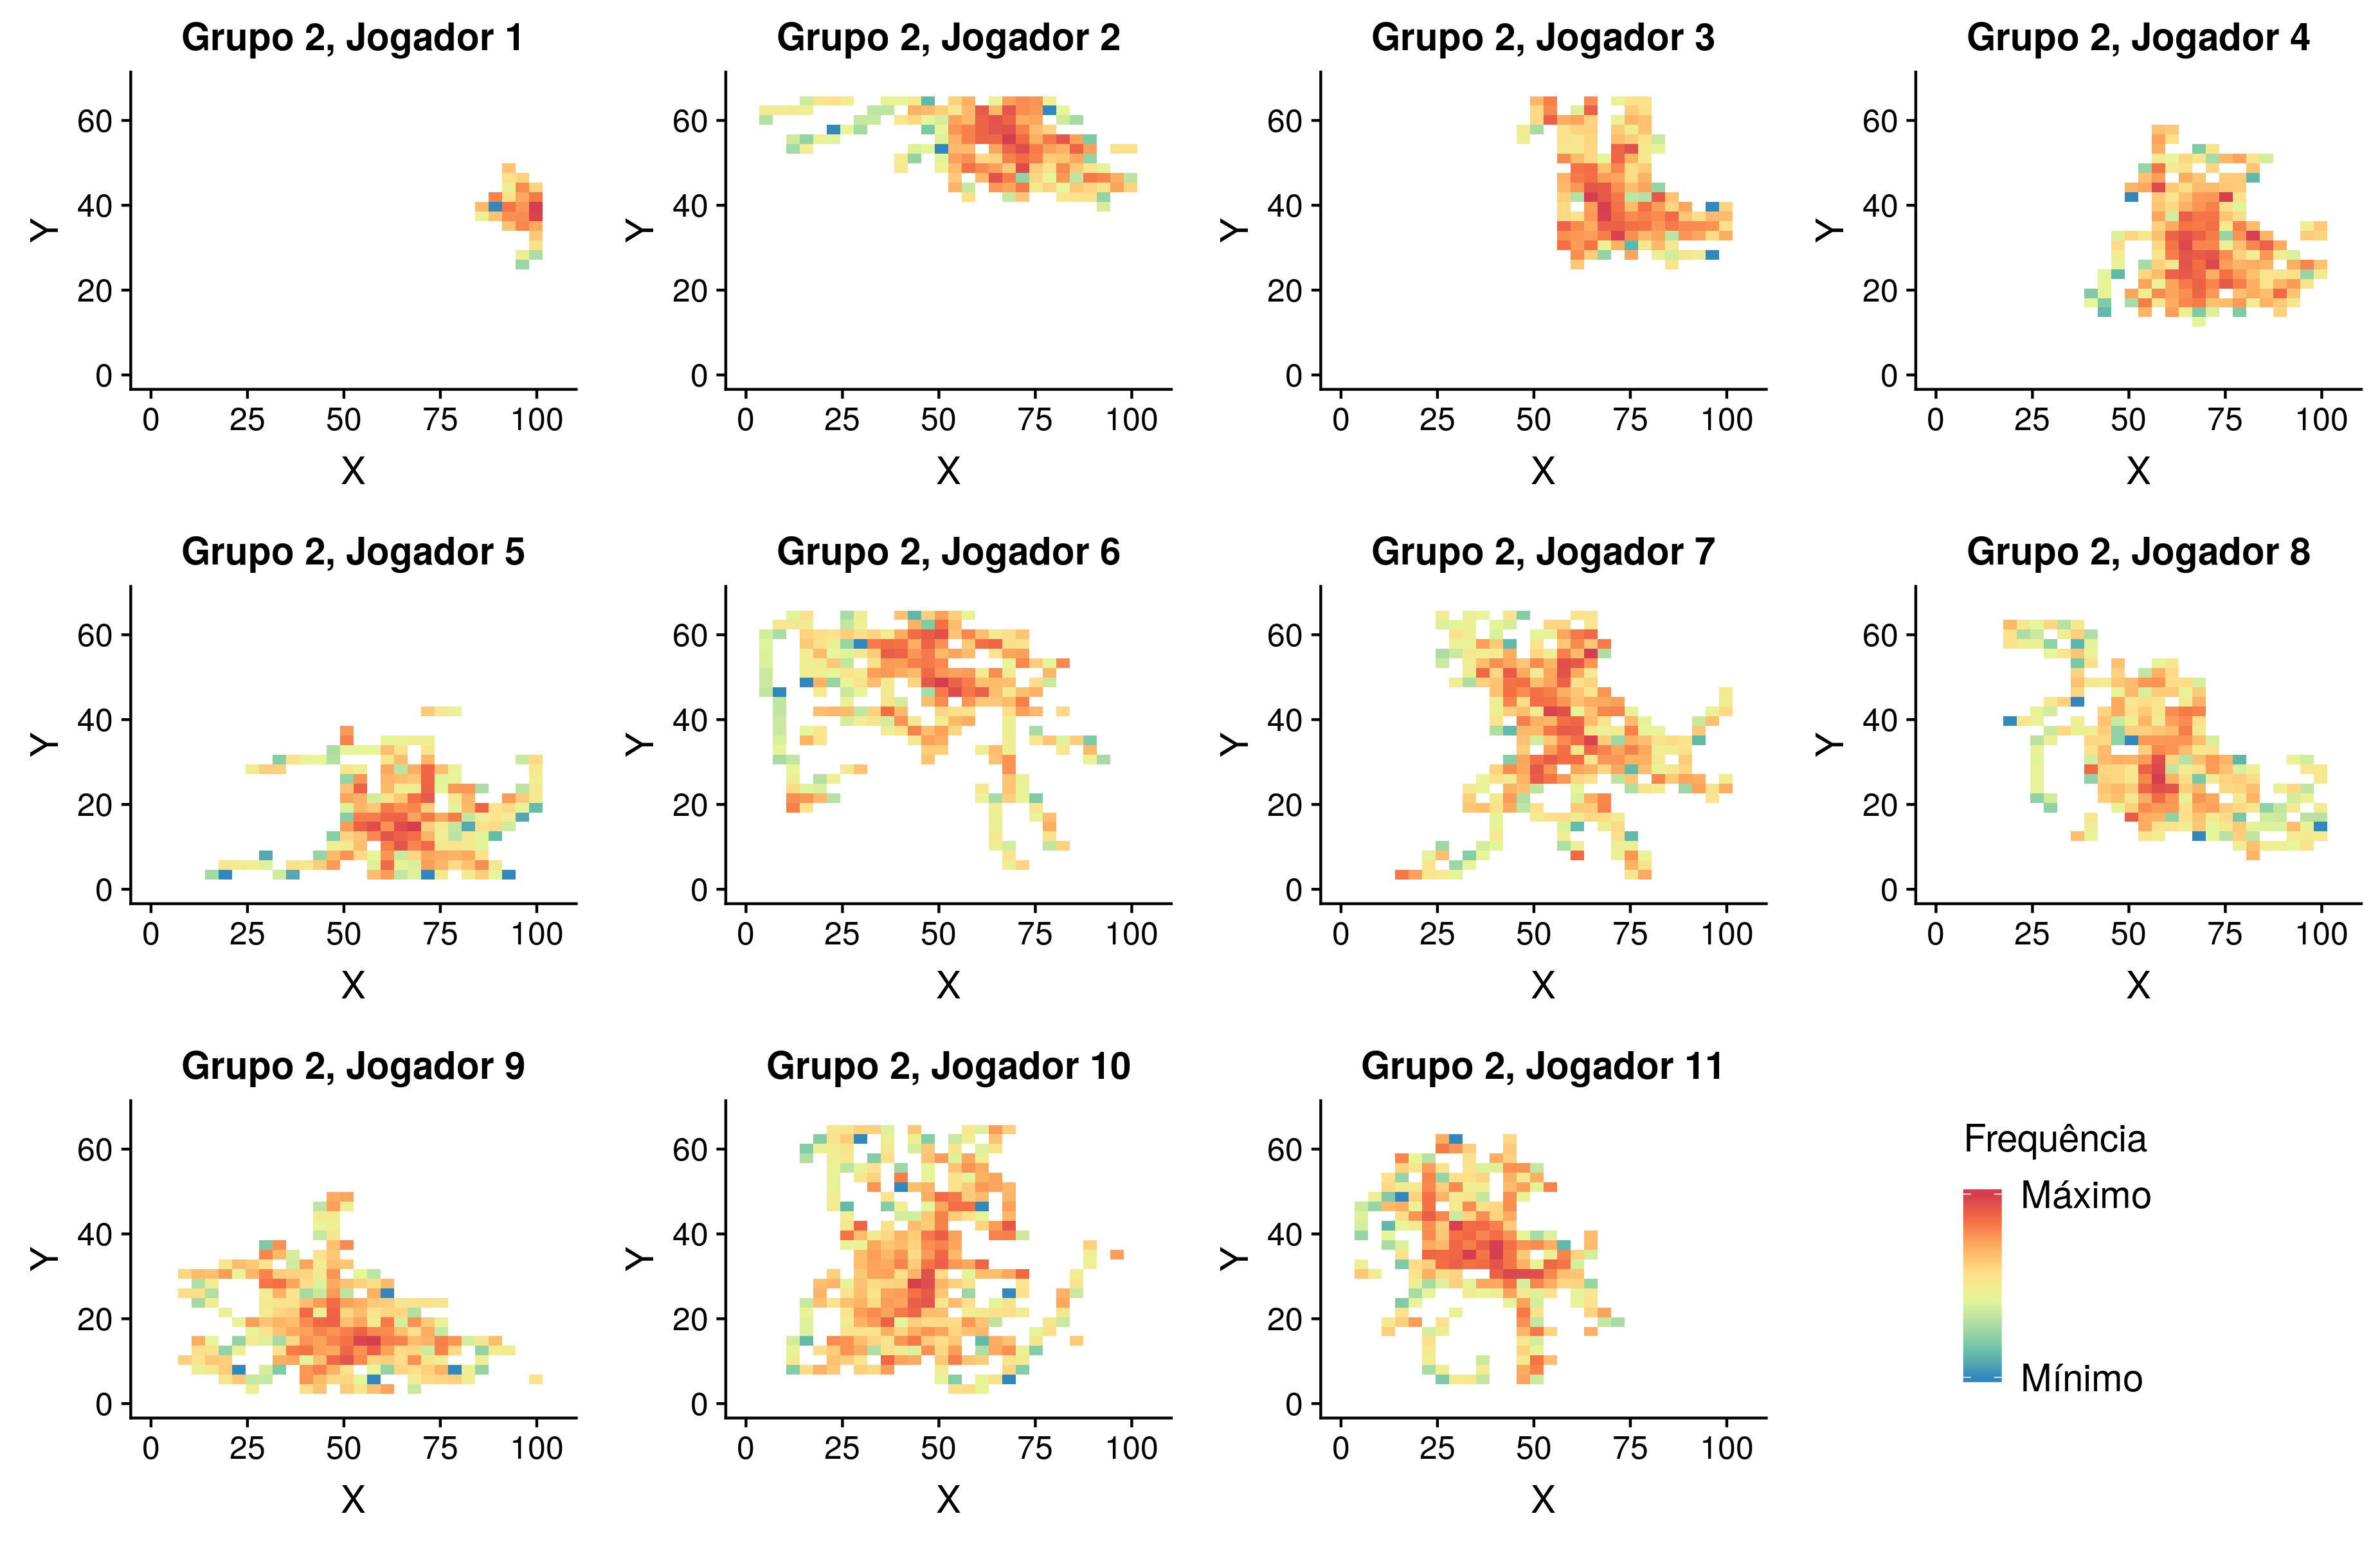 Grupo 2, Jogador 1
Grupo 2, Jogador 2
Grupo 2, Jogador 3
Grupo 2, Jogador 4
60
40
20
0
Y
0 25 50 75 100
X
60
40
20
0
Y
0 25 50 75 100
X
60
40
20
0
Y
0 25 50 75 100
X
60
40
20
0
Y
0 25 50 75 100
X
Grupo 2, Jogador 5
Grupo 2, Jogador 6
Grupo 2, Jogador 7
Grupo 2, Jogador 8
60
40
20
0
Y
0 25 50 75 100
X
60
40
20
0
Y
0 25 50 75 100
X
60
40
20
0
Y
0 25 50 75 100
X
60
40
20
0
Y
0 25 50 75 100
X
Grupo 2, Jogador 9
Grupo 2, Jogador 10
Grupo 2, Jogador 11
60
40
20
0
Y
0 25 50 75 100
X
60
40
20
0
Y
0 25 50 75 100
X
60
40
20
0
Y
0 25 50 75 100
X
Frequência
Máximo
Mínimo